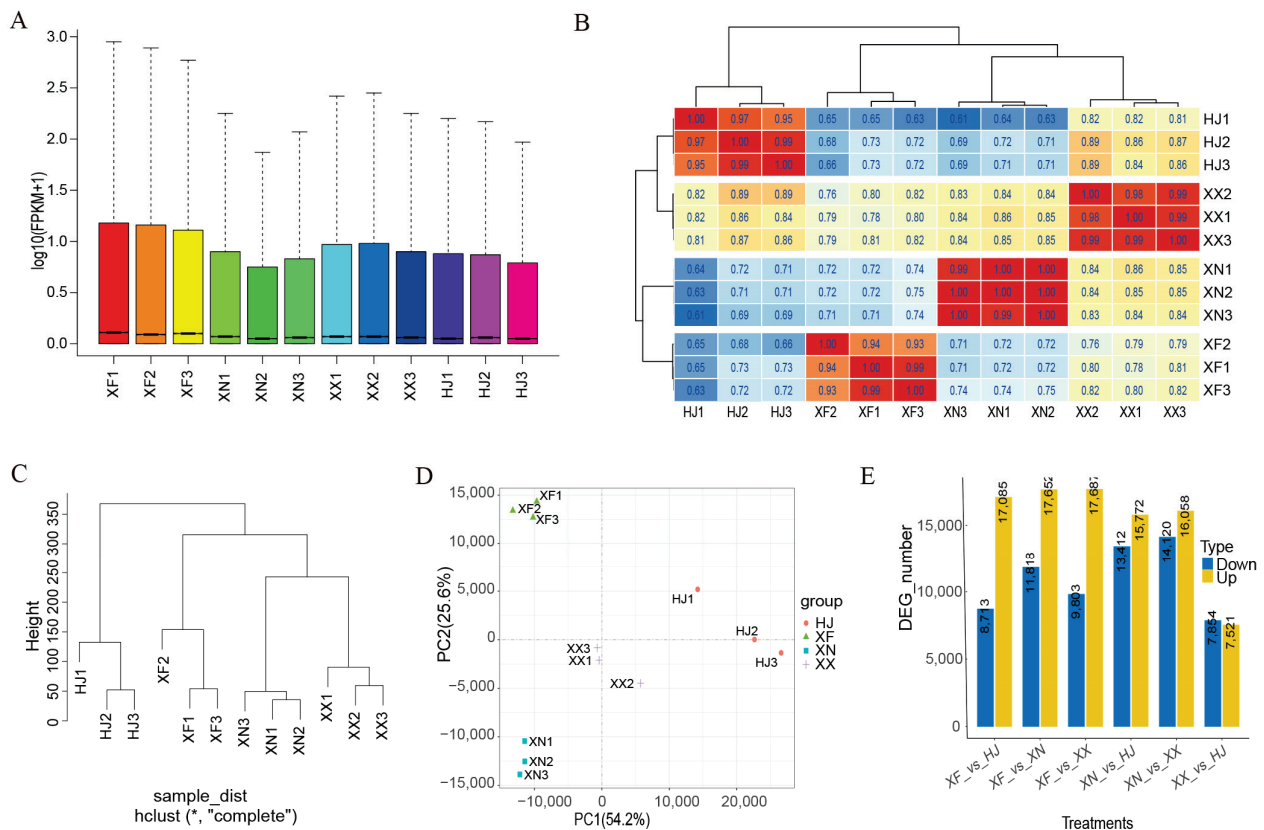 A
log10(FPKM+1)
3.0
2.5
2.0
1.5
1.0
0.5
0.0
XF1 XF2 XF3 XN1 XN2 XN3 XX1 XX2 XX3 HJ1 HJ2 HJ3
B
1.00 0.97 0.95 0.65 0.65 0.63 0.61 0.64 0.63 0.82 0.82 0.81 HJ1
0.97 1.00 0.99 0.68 0.73 0.72 0.69 0.72 0.71 0.89 0.86 0.87 HJ2
0.95 0.99 1.00 0.66 0.73 0.72 0.69 0.71 0.71 0.89 0.84 0.86 HJ3
0.82 0.89 0.89 0.76 0.80 0.82 0.83 0.84 0.84 1.00 0.98 0.99 XX2
0.82 0.86 0.84 0.79 0.78 0.80 0.84 0.86 0.85 0.98 1.00 0.99 XX1
0.81 0.87 0.86 0.79 0.81 0.82 0.84 0.85 0.85 0.99 0.99 1.00 XX3
0.64 0.72 0.71 0.72 0.72 0.74 0.99 1.00 1.00 0.84 0.86 0.85 XN1
0.63 0.71 0.71 0.72 0.72 0.75 1.00 1.00 1.00 0.84 0.85 0.85 XN2
0.61 0.69 0.69 0.71 0.71 0.74 1.00 0.99 1.00 0.83 0.84 0.84 XN3
0.65 0.68 0.66 1.00 0.94 0.93 0.71 0.72 0.72 0.76 0.79 0.79 XF2
0.65 0.73 0.73 0.94 1.00 0.99 0.71 0.72 0.72 0.80 0.78 0.81 XF1
0.63 0.72 0.72 0.93 0.99 1.00 0.74 0.74 0.75 0.82 0.80 0.82 XF3
HJ1 HJ2 HJ3 XF2 XF1 XF3 XN3 XN1 XN2 XX2 XX1 XX3
C
Height
0 50 100 150 200 250 300 350
HJ1
HJ2 HJ3
XF2
XF1 XF3
XN3
XN1 XN2
XX1
XX2 XX3
sample_dist
hclust (*, "complete")
D
PC2(25.6%)
15,000
10,000
5,000
0
−5,000
−10,000
−15,000
XF1
XF2
XF3
HJ1
HJ2
HJ3
XX3
XX1
XX2
XN1
XN2
XN3
−10,000 0 10,000 20,000
PC1(54.2%)
group
HJ
XF
XN
XX
E
DEG_number
15,000
10,000
5,000
0
8,713 17,085 11,818 17,652 9,803 17,687 13,412 15,772 14,120 16,058 7,854 7,521
Type
Down
Up
XF_vs_HJ XF_vs_XN XF_vs_XX XN_vs_HJ XN_vs_XX XX_vs_HJ
Treatments